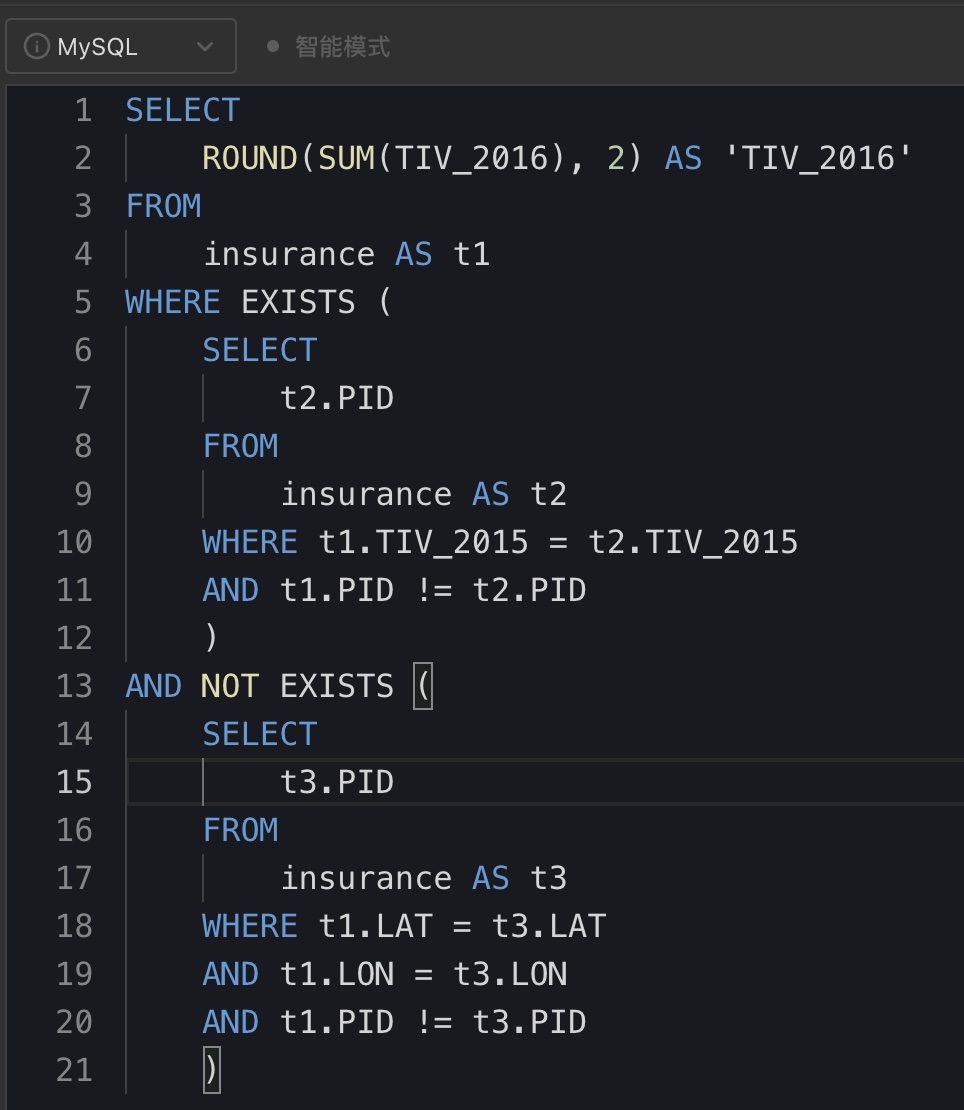 MySQL 智能模式
1 SELECT
2 ROUND(SUM(TIV_2016), 2) AS 'TIV_2016'
3 FROM
4 insurance AS t1
5 WHERE EXISTS (
6 SELECT
7 t2.PID
8 FROM
9 insurance AS t2
10 WHERE t1.TIV_2015 = t2.TIV_2015
11 AND t1.PID != t2.PID
12 )
13 AND NOT EXISTS (
14 SELECT
15 t3.PID
16 FROM
17 insurance AS t3
18 WHERE t1.LAT = t3.LAT
19 AND t1.LON = t3.LON
20 AND t1.PID != t3.PID
21 )